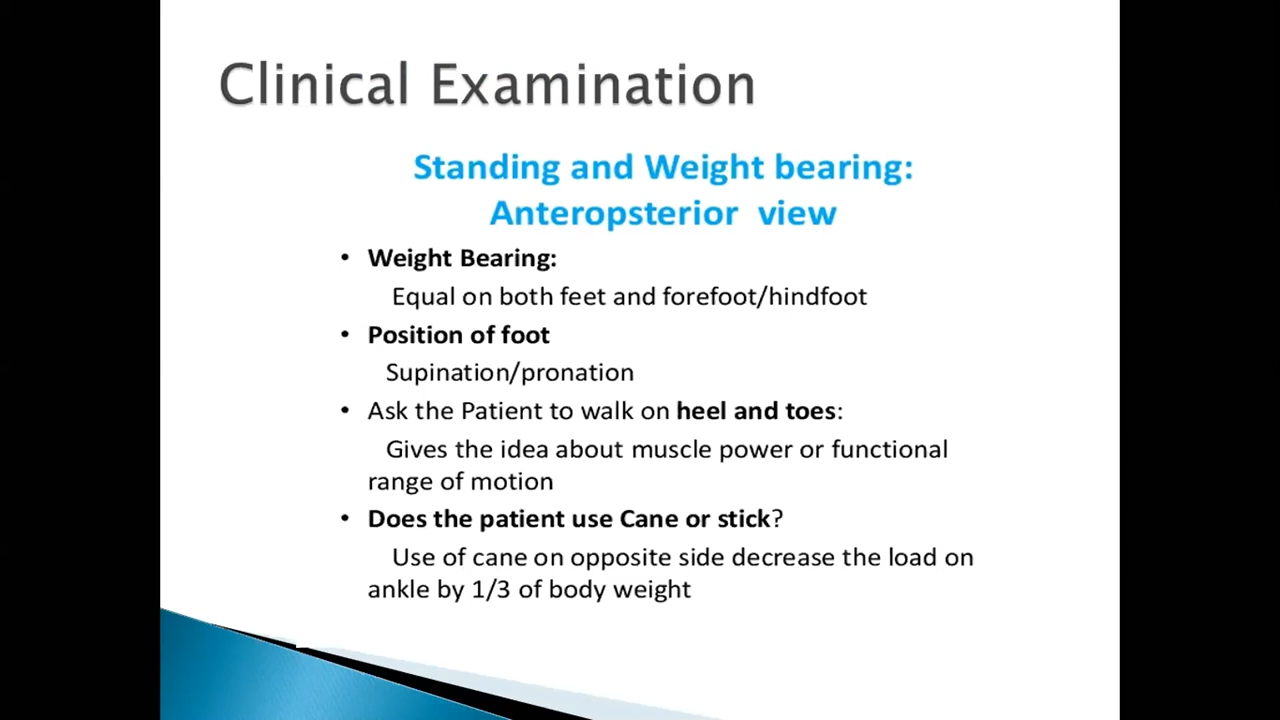 Clinical Examination
Standing and Weight bearing:
Anteropsterior view
• Weight Bearing:
Equal on both feet and forefoot/hindfoot
• Position of foot
Supination/pronation
• Ask the Patient to walk on heel and toes:
Gives the idea about muscle power or functional
range of motion
• Does the patient use Cane or stick?
Use of cane on opposite side decrease the load on
ankle by 1/3 of body weight